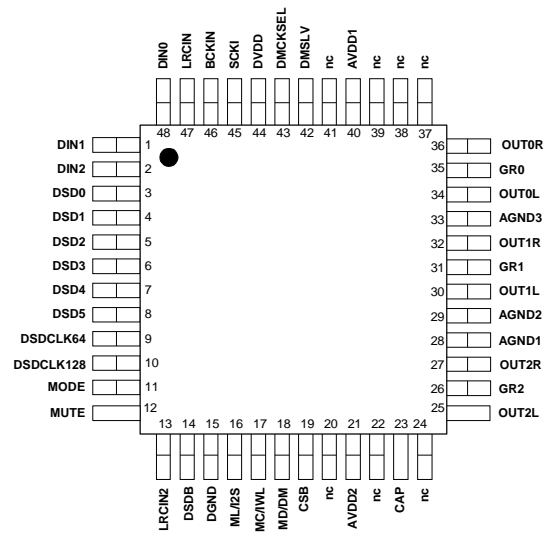 DIN0 LRCIN BCKIN SCKI DVDD DMCKSEL DMSLV nc AVDD1 nc nc nc
48 47 46 45 44 43 42 41 40 39 38 37
DIN1 1
DIN2 2
DSD0 3
DSD1 4
DSD2 5
DSD3 6
DSD4 7
DSD5 8
DSDCLK64 9
DSDCLK128 10
MODE 11
MUTE 12
36 OUT0R
35 GR0
34 OUT0L
33 AGND3
32 OUT1R
31 GR1
30 OUT1L
29 AGND2
28 AGND1
27 OUT2R
26 GR2
25 OUT2L
13 14 15 16 17 18 19 20 21 22 23 24
LRCIN2 DSDB DGND ML/I2S MC/IWL MD/DM CSB nc AVDD2 nc CAP nc